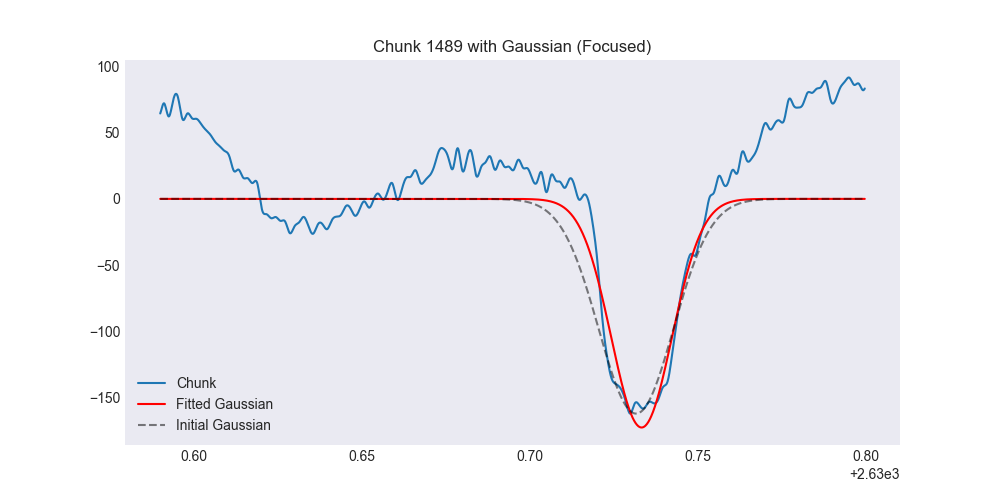 Chunk 1489 with Gaussian (Focused)
100
50
0
−50
−100
−150
Chunk
Fitted Gaussian
Initial Gaussian
0.60 0.65 0.70 0.75 0.80
+2.63e3